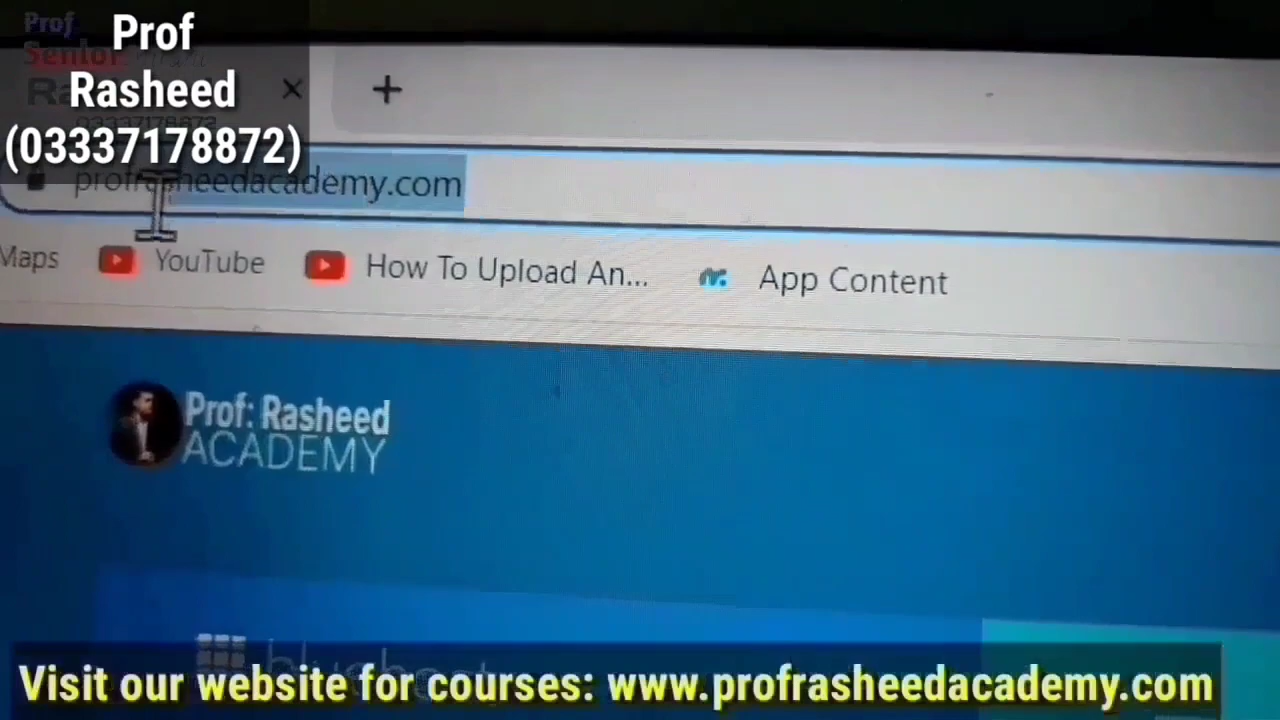 Prof
Rasheed
(03337178872)
profrasheedacademy.com
Maps
YouTube
How To Upload An...
App Content
Prof: Rasheed
ACADEMY
Visit our website for courses: www.profrasheedacademy.com